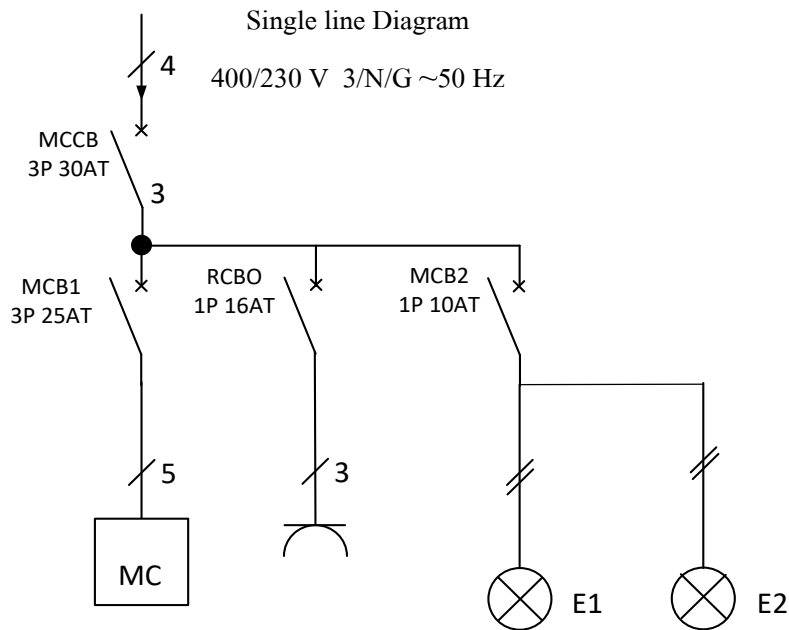 Single line Diagram
4
400/230 V 3/N/G ~50 Hz
MCCB
3P 30AT
3
MCB1
3P 25AT
RCBO
1P 16AT
MCB2
1P 10AT
5
3
MC
E1
E2